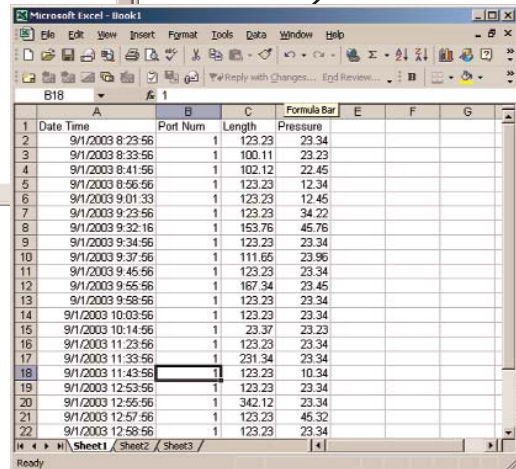 Microsoft Excel - Book1
File Edit View Insert Format Tools Data Window Help
Reply with Changes... End Review...
B18 fx 1
Formula Bar
A B C E F G
1 Date Time Port Num Length Pressure
2 9/1/2003 8:23:56 1 123.23 23.34
3 9/1/2003 8:33:56 1 100.11 23.23
4 9/1/2003 8:41:56 1 102.12 22.45
5 9/1/2003 8:56:56 1 123.23 12.34
6 9/1/2003 9:01:33 1 123.23 12.45
7 9/1/2003 9:23:56 1 123.23 34.22
8 9/1/2003 9:32:16 1 153.76 45.76
9 9/1/2003 9:34:56 1 123.23 23.34
10 9/1/2003 9:37:56 1 111.65 23.96
11 9/1/2003 9:45:56 1 123.23 23.34
12 9/1/2003 9:55:56 1 167.34 23.45
13 9/1/2003 9:58:56 1 123.23 23.34
14 9/1/2003 10:03:56 1 123.23 23.34
15 9/1/2003 10:14:56 1 23.37 23.23
16 9/1/2003 11:23:56 1 123.23 23.34
17 9/1/2003 11:33:56 1 231.34 23.34
18 9/1/2003 11:43:56 1 123.23 10.34
19 9/1/2003 12:53:56 1 123.23 23.34
20 9/1/2003 12:55:56 1 342.12 23.34
21 9/1/2003 12:57:56 1 123.23 45.32
22 9/1/2003 12:58:56 1 123.23 23.34
Sheet1 Sheet2 Sheet3
Ready